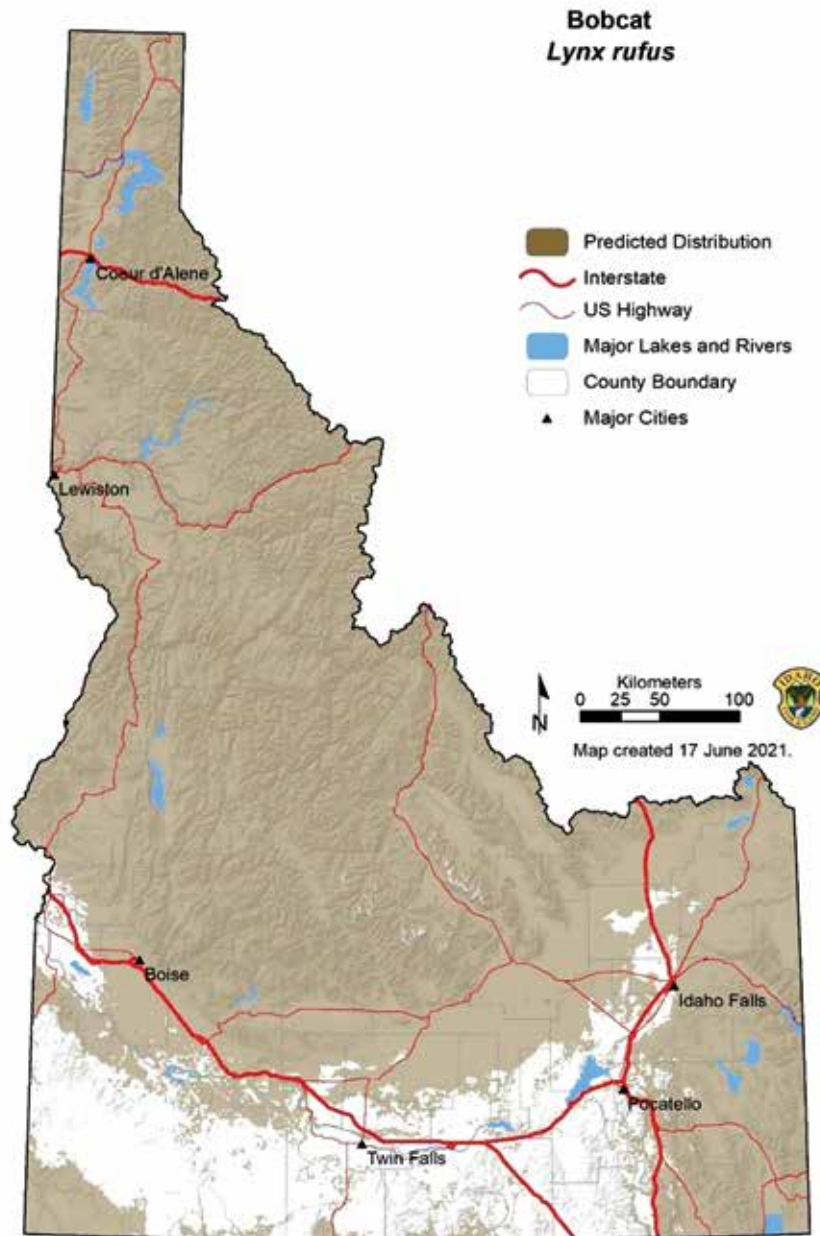 Bobcat
Lynx rufus
Predicted Distribution
Interstate
US Highway
Major Lakes and Rivers
County Boundary
Major Cities
Coeur d'Alene
Lewiston
Kilometers
0 25 50 100
N
Map created 17 June 2021.
IDAHO
Boise
Idaho Falls
Pocatello
Twin Falls